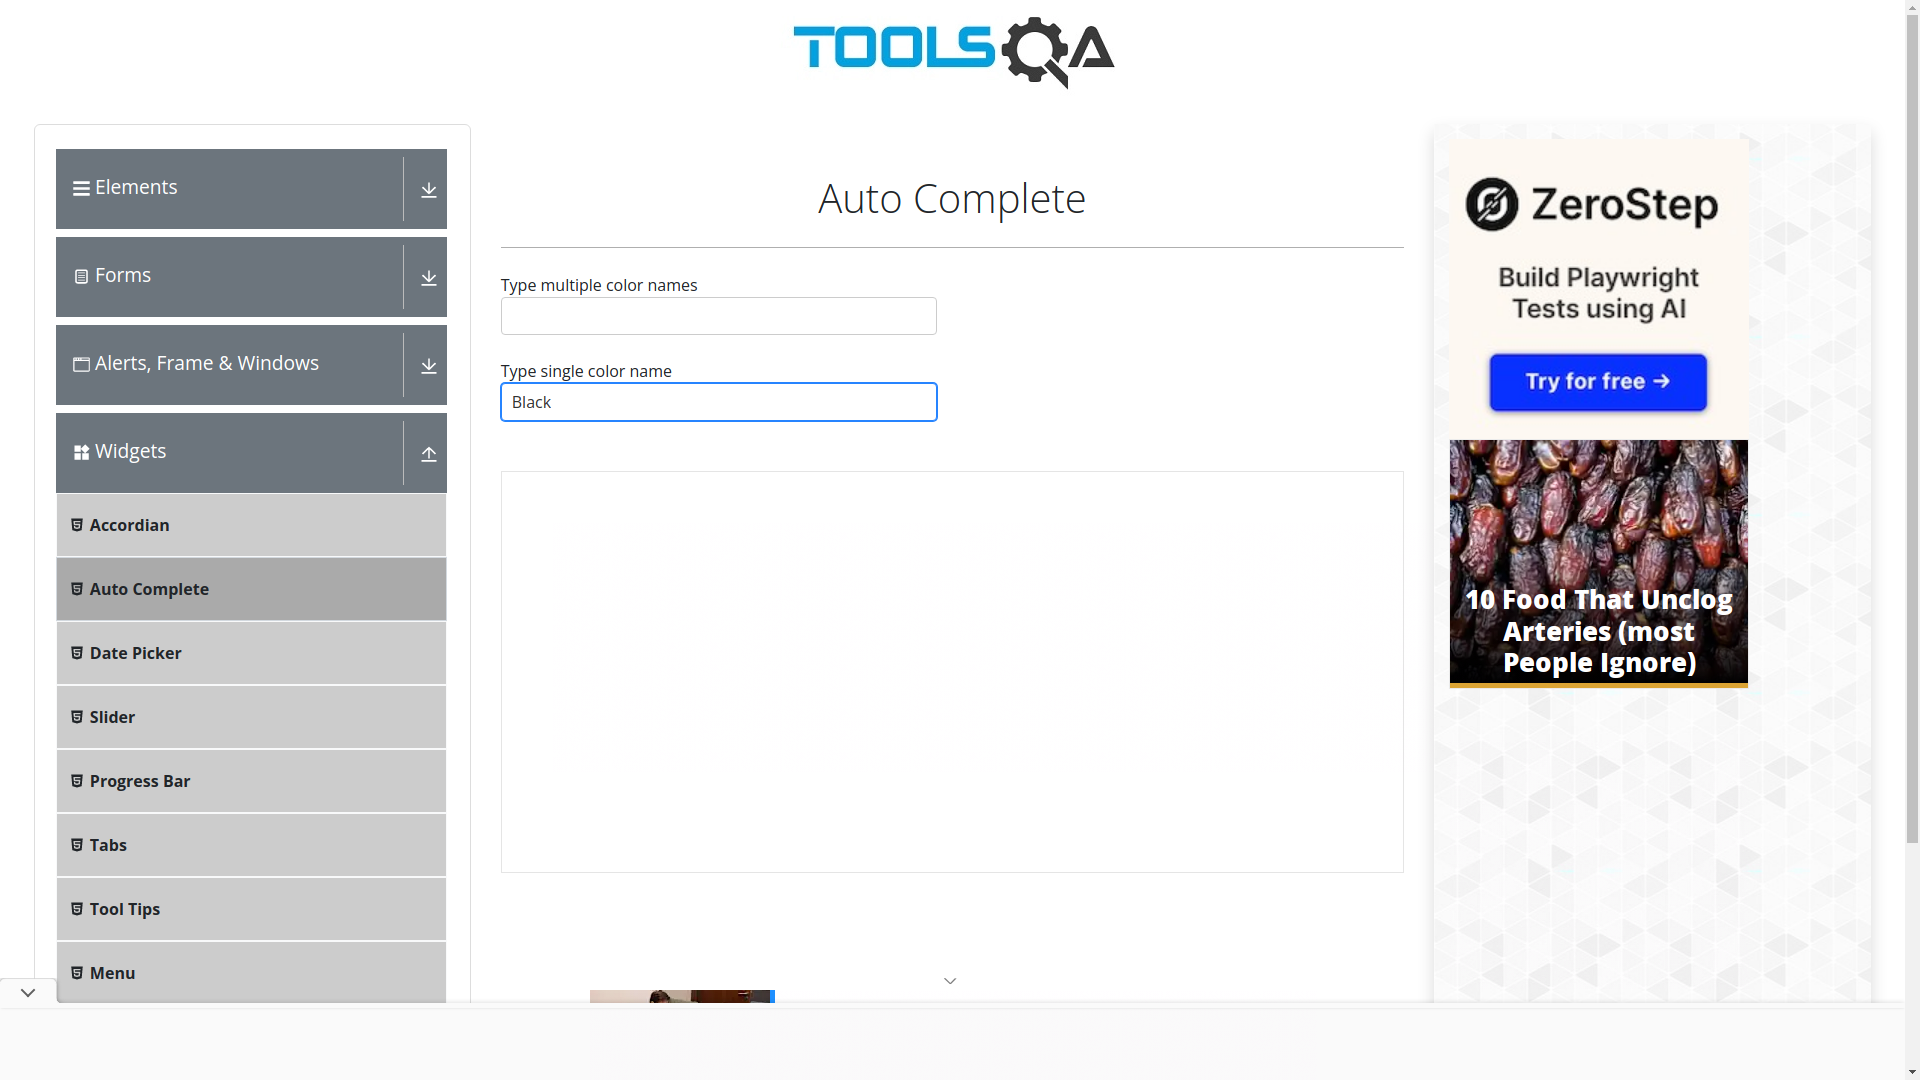 TOOLSQA
Elements
Forms
Alerts, Frame & Windows
Widgets
Accordian
Auto Complete
Date Picker
Slider
Progress Bar
Tabs
Tool Tips
Menu
Auto Complete
Type multiple color names
Type single color name
Black
ZeroStep
Build Playwright
Tests using AI
Try for free →
10 Food That Unclog
Arteries (most
People Ignore)